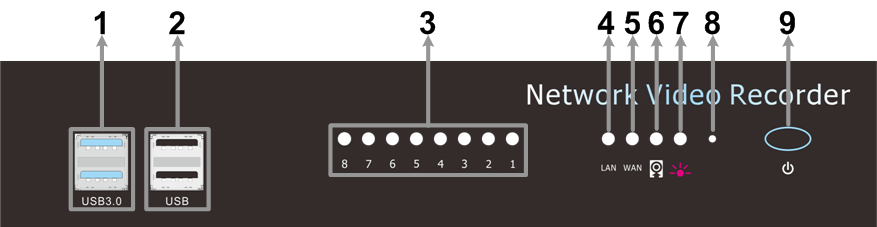 1 2 3 4 5 6 7 8 9
Network Video Recorder
8 7 6 5 4 3 2 1
LAN WAN
USB3.0 USB